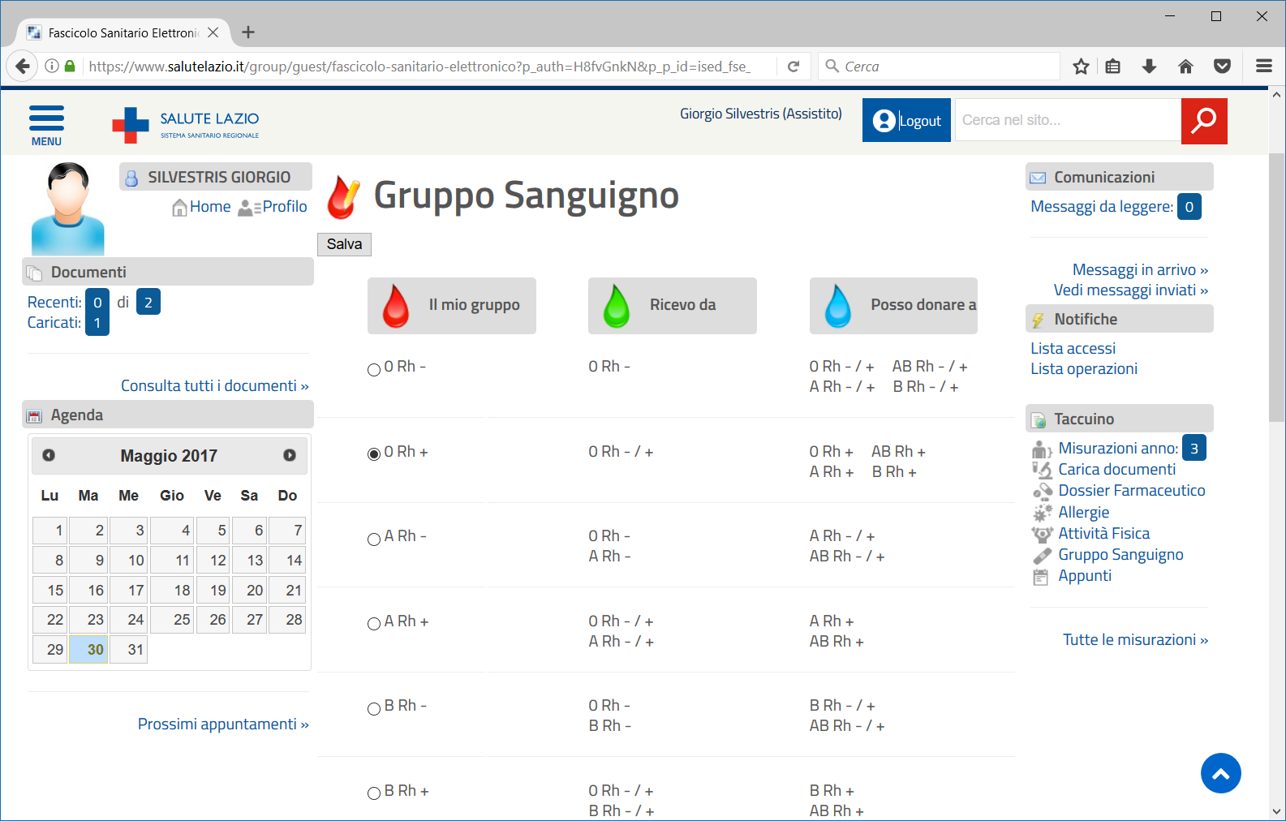 Fascicolo Sanitario Elettronic
https://www.salutelazio.it/group/guest/fascicolo-sanitario-elettronico?p_auth=H8fvGnkN&p_p_id=ised_fse_
Cerca
MENU
SALUTE LAZIO
SISTEMA SANITARIO REGIONALE
Giorgio Silvestris (Assistito)
Logout
Cerca nel sito...
SILVESTRIS GIORGIO
Home Profilo
Documenti
Recenti: 0 di 2
Caricati: 1
Consulta tutti i documenti »
Agenda
Maggio 2017
Lu Ma Me Gio Ve Sa Do
1 2 3 4 5 6 7
8 9 10 11 12 13 14
15 16 17 18 19 20 21
22 23 24 25 26 27 28
29 30 31
Prossimi appuntamenti »
Gruppo Sanguigno
Salva
Il mio gruppo Ricevo da Posso donare a
0 Rh - 0 Rh - 0 Rh - / + AB Rh - / +
A Rh - / + B Rh - / +
0 Rh + 0 Rh - / + 0 Rh + AB Rh +
A Rh + B Rh +
A Rh - 0 Rh - A Rh - / +
A Rh - AB Rh - / +
A Rh + 0 Rh - / + A Rh +
A Rh - / + AB Rh +
B Rh - 0 Rh - B Rh - / +
B Rh - AB Rh - / +
B Rh + 0 Rh - / + B Rh +
B Rh - / + AB Rh +
Comunicazioni
Messaggi da leggere: 0
Messaggi in arrivo »
Vedi messaggi inviati »
Notifiche
Lista accessi
Lista operazioni
Taccuino
Misurazioni anno: 3
Carica documenti
Dossier Farmaceutico
Allergie
Attività Fisica
Gruppo Sanguigno
Appunti
Tutte le misurazioni »